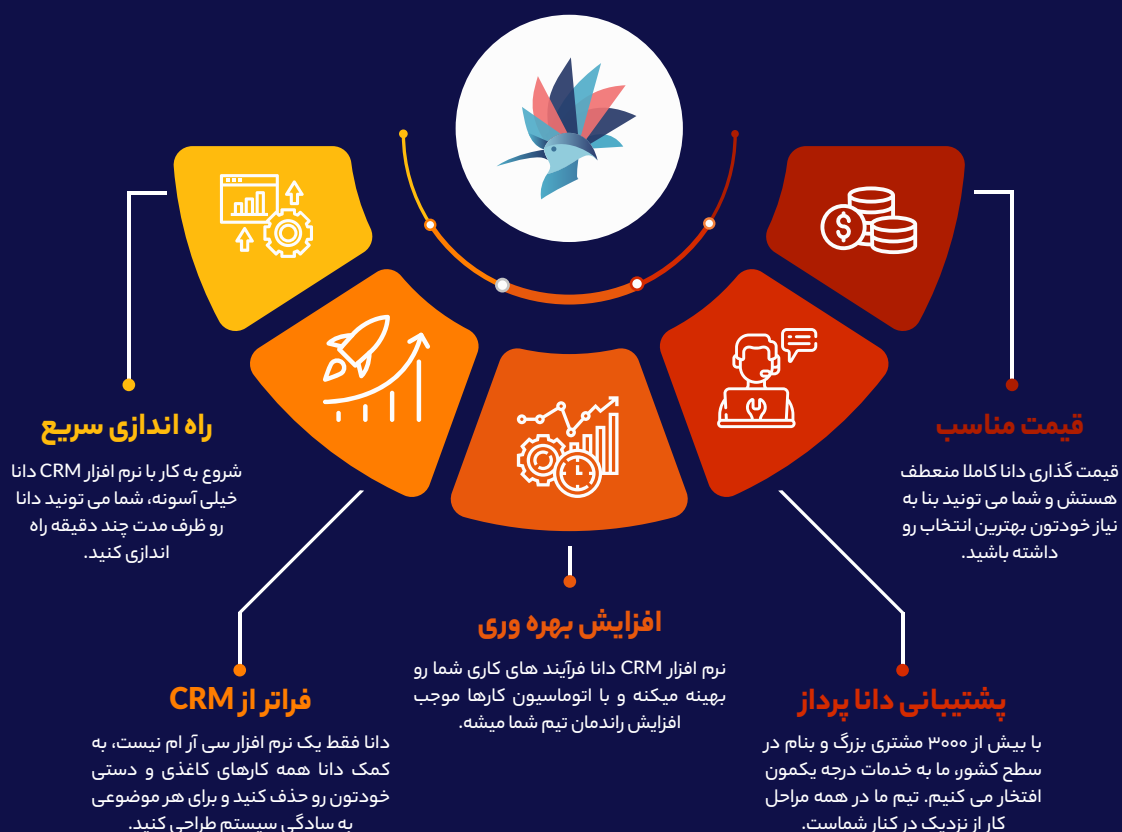 قیمت مناسب
قیمت گذاری دانا کاملا منعطف
هستش و شما می تونید بنا به
نیاز خودتون بهترین انتخاب رو
داشته باشید.
پشتیبانی دانا پرداز
با بیش از ۳۰۰۰ مشتری بزرگ و بنام در
سطح کشور، ما به خدمات درجه یکمون
افتخار می کنیم. تیم ما در همه مراحل
کار از نزدیک در کنار شماست.
افزایش بهره وری
نرم افزار CRM دانا فرآیند های کاری شما رو
بهینه میکنه و با اتوماسیون کارها موجب
افزایش راندمان تیم شما میشه.
فراتر از CRM
دانا فقط یک نرم افزار سی آر ام نیست، به
کمک دانا همه کارهای کاغذی و دستی
خودتون رو حذف کنید و برای هر موضوعی
به سادگی سیستم طراحی کنید.
راه اندازی سریع
شروع به کار با نرم افزار CRM دانا
خیلی آسونه، شما می تونید دانا
رو ظرف مدت چند دقیقه راه
اندازی کنید.